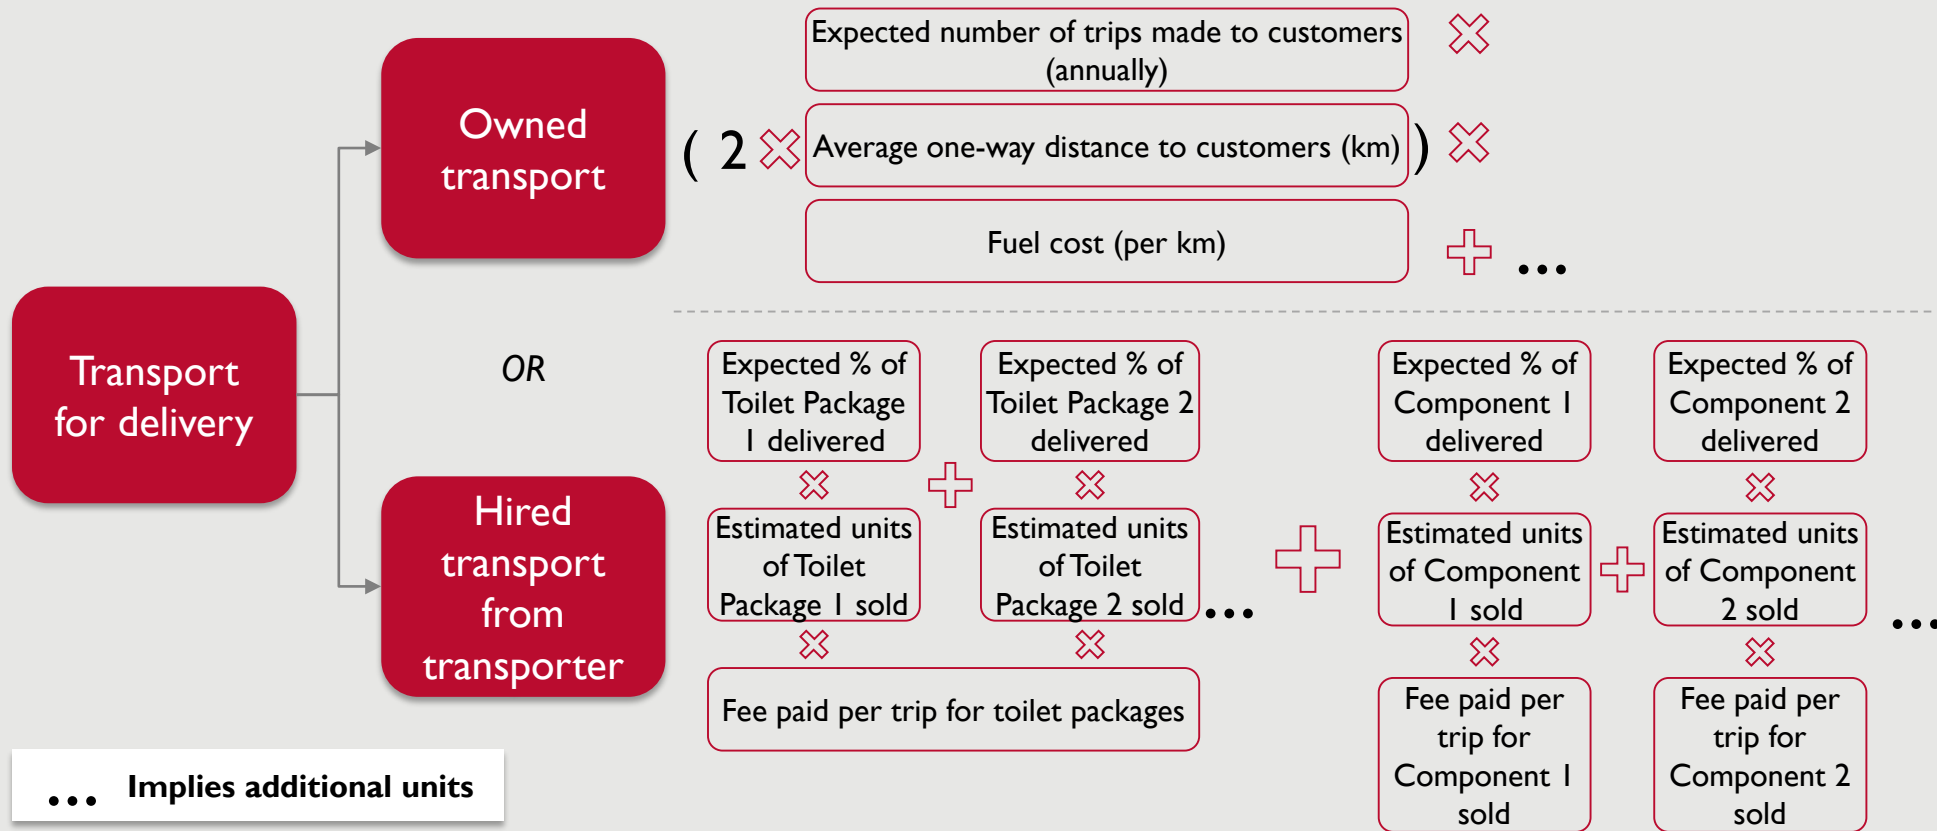 Transport
for delivery
Owned
transport
Expected number of trips made to customers
(annually)
( 2
Average one-way distance to customers (km)
)
Fuel cost (per km)
...
OR
Hired
transport
from
transporter
Expected % of
Toilet Package
1 delivered
Expected % of
Toilet Package 2
delivered
Expected % of
Component 1
delivered
Expected % of
Component 2
delivered
Estimated units
of Toilet
Package 1 sold
Estimated units
of Toilet
Package 2 sold
...
Estimated units
of Component
1 sold
Estimated units
of Component
2 sold
...
Fee paid per trip for toilet packages
Fee paid per
trip for
Component 1
sold
Fee paid per
trip for
Component 2
sold
... Implies additional units